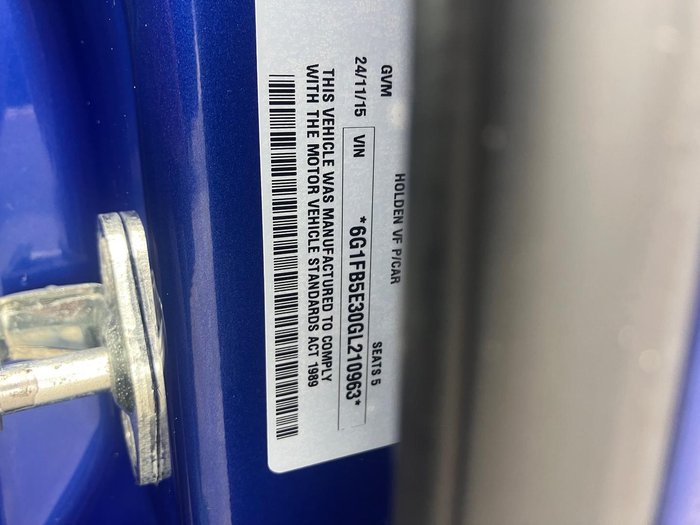 HOLDEN VF P/CAR
GVM SEATS 5
24/11/15 VIN *6G1FB5E30GL210963*
THIS VEHICLE WAS MANUFACTURED TO COMPLY
WITH THE MOTOR VEHICLE STANDARDS ACT 1989